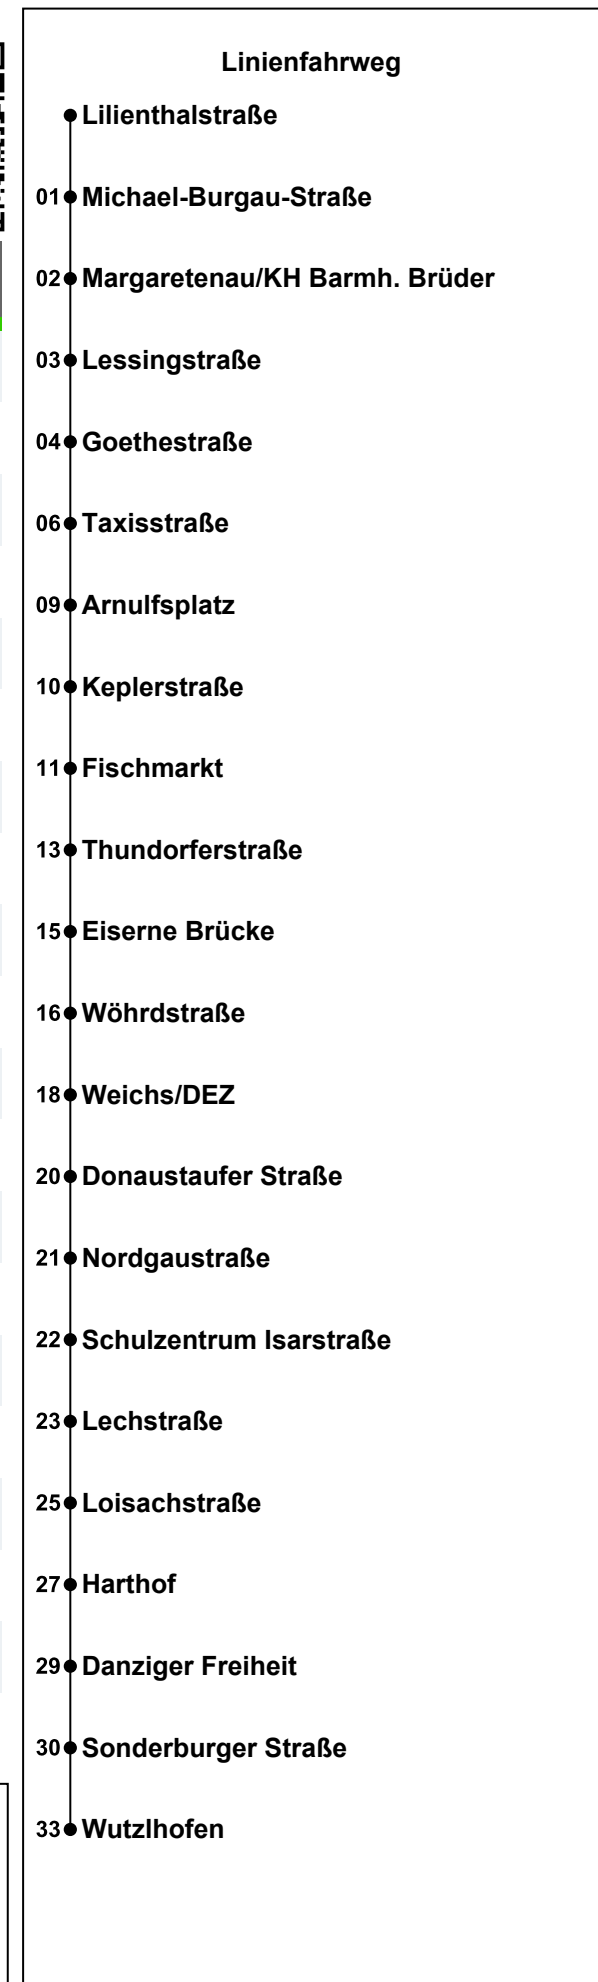 Linienfahrweg
Lilienthalstraße
01 Michael-Burgau-Straße
02 Margaretenau/KH Barmh. Brüder
03 Lessingstraße
04 Goethestraße
06 Taxisstraße
09 Arnulfsplatz
10 Keplerstraße
11 Fischmarkt
13 Thundorferstraße
15 Eiserne Brücke
16 Wöhrdstraße
18 Weichs/DEZ
20 Donaustaufer Straße
21 Nordgaustraße
22 Schulzentrum Isarstraße
23 Lechstraße
25 Loisachstraße
27 Harthof
29 Danziger Freiheit
30 Sonderburger Straße
33 Wutzlhofen